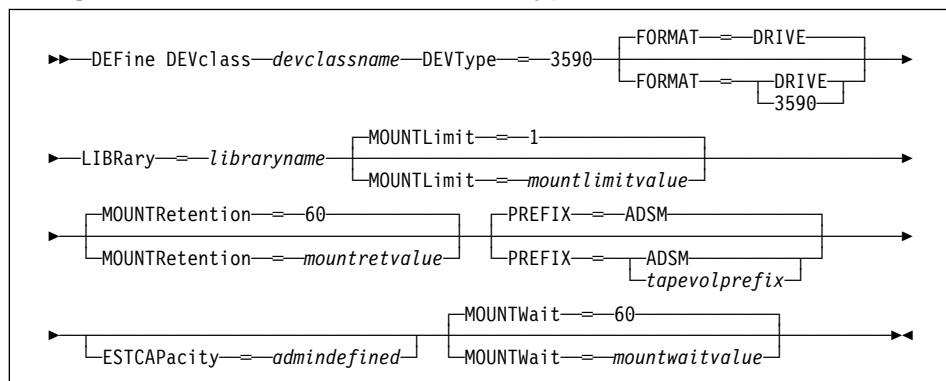 FORMAT = DRIVE
DEFine DEVclass devclassname DEVType = 3590
FORMAT = DRIVE
3590
MOUNTLimit = 1
LIBRary = libraryname
MOUNTLimit = mountlimitvalue
MOUNTRetention = 60 PREFIX = ADSM
MOUNTRetention = mountretvalue PREFIX = ADSM
tapevolprefix
MOUNTWait = 60
ESTCAPacity = admindefined MOUNTWait = mountwaitvalue